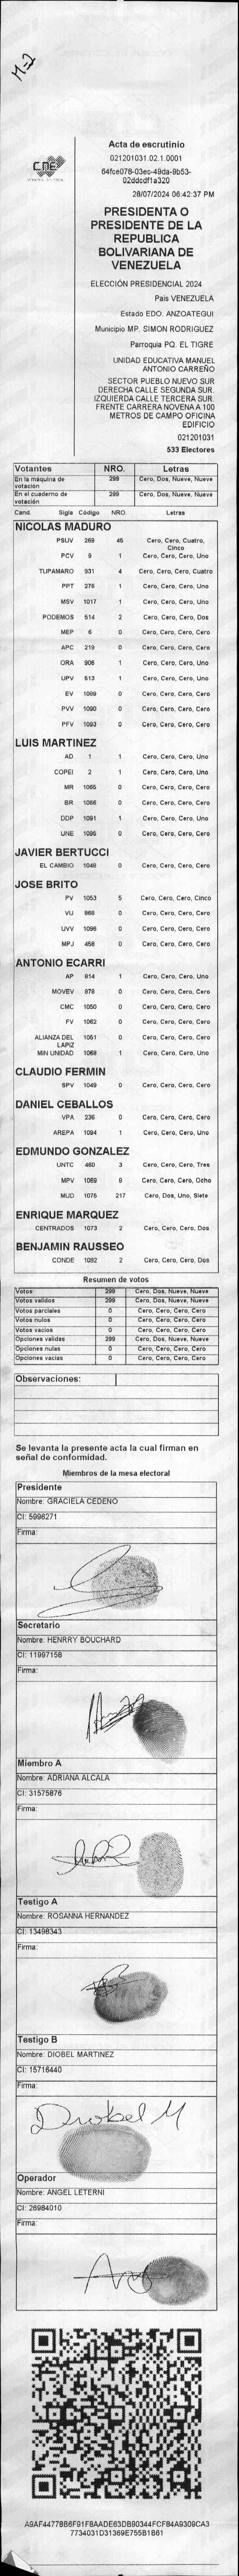 M-2
CNE
Acta de escrutinio
021201031.02.1.0001
64fce078-03ec-49da-9b53-
02ddcdf1a320
28/07/2024 06:42:37 PM
PRESIDENTA O
PRESIDENTE DE LA
REPUBLICA
BOLIVARIANA DE
VENEZUELA
ELECCIÓN PRESIDENCIAL 2024
Pais VENEZUELA
Estado EDO. ANZOATEGUI
Municipio MP. SIMON RODRIGUEZ
Parroquia PQ. EL TIGRE
UNIDAD EDUCATIVA MANUEL
ANTONIO CARREÑO
SECTOR PUEBLO NUEVO SUR
DERECHA CALLE SEGUNDA SUR.
IZQUIERDA CALLE TERCERA SUR.
FRENTE CARRERA NOVENA A 100
METROS DE CAMPO OFICINA
EDIFICIO
021201031
533 Electores
Votantes NRO. Letras
En la máquina de votación 299 Cero, Dos, Nueve, Nueve
En el cuaderno de votación 299 Cero, Dos, Nueve, Nueve
Cand. Sigla Código NRO. Letras
NICOLAS MADURO
PSUV 269 45 Cero, Cero, Cuatro, Cinco
PCV 9 1 Cero, Cero, Cero, Uno
TUPAMARO 931 4 Cero, Cero, Cero, Cuatro
PPT 276 1 Cero, Cero, Cero, Uno
MSV 1017 1 Cero, Cero, Cero, Uno
PODEMOS 514 2 Cero, Cero, Cero, Dos
MEP 6 0 Cero, Cero, Cero, Cero
APC 219 0 Cero, Cero, Cero, Cero
ORA 906 1 Cero, Cero, Cero, Uno
UPV 513 1 Cero, Cero, Cero, Uno
EV 1089 0 Cero, Cero, Cero, Cero
PVV 1090 0 Cero, Cero, Cero, Cero
PFV 1093 0 Cero, Cero, Cero, Cero
LUIS MARTINEZ
AD 1 1 Cero, Cero, Cero, Uno
COPEI 2 1 Cero, Cero, Cero, Uno
MR 1065 0 Cero, Cero, Cero, Cero
BR 1066 0 Cero, Cero, Cero, Cero
DDP 1091 1 Cero, Cero, Cero, Uno
UNE 1095 0 Cero, Cero, Cero, Cero
JAVIER BERTUCCI
EL CAMBIO 1048 0 Cero, Cero, Cero, Cero
JOSE BRITO
PV 1053 5 Cero, Cero, Cero, Cinco
VU 868 0 Cero, Cero, Cero, Cero
UVV 1096 0 Cero, Cero, Cero, Cero
MPJ 458 0 Cero, Cero, Cero, Cero
ANTONIO ECARRI
AP 814 1 Cero, Cero, Cero, Uno
MOVEV 878 0 Cero, Cero, Cero, Cero
CMC 1050 0 Cero, Cero, Cero, Cero
FV 1062 0 Cero, Cero, Cero, Cero
ALIANZA DEL LAPIZ 1051 0 Cero, Cero, Cero, Cero
MIN UNIDAD 1068 1 Cero, Cero, Cero, Uno
CLAUDIO FERMIN
SPV 1049 0 Cero, Cero, Cero, Cero
DANIEL CEBALLOS
VPA 236 0 Cero, Cero, Cero, Cero
AREPA 1094 1 Cero, Cero, Cero, Uno
EDMUNDO GONZALEZ
UNTC 460 3 Cero, Cero, Cero, Tres
MPV 1069 8 Cero, Cero, Cero, Ocho
MUD 1076 217 Cero, Dos, Uno, Siete
ENRIQUE MARQUEZ
CENTRADOS 1073 2 Cero, Cero, Cero, Dos
BENJAMIN RAUSSEO
CONDE 1092 2 Cero, Cero, Cero, Dos
Resumen de votos
Votos 299 Cero, Dos, Nueve, Nueve
Votos validos 299 Cero, Dos, Nueve, Nueve
Votos parciales 0 Cero, Cero, Cero, Cero
Votos nulos 0 Cero, Cero, Cero, Cero
Votos vacios 0 Cero, Cero, Cero, Cero
Opciones validas 299 Cero, Dos, Nueve, Nueve
Opciones nulas 0 Cero, Cero, Cero, Cero
Opciones vacias 0 Cero, Cero, Cero, Cero
Observaciones:
Se levanta la presente acta la cual firman en
señal de conformidad.
Miembros de la mesa electoral
Presidente
Nombre: GRACIELA CEDENO
CI: 5996271
Firma:
Secretario
Nombre: HENRRY BOUCHARD
CI: 11997158
Firma:
Miembro A
Nombre: ADRIANA ALCALA
CI: 31575876
Firma:
Testigo A
Nombre: ROSANNA HERNANDEZ
CI: 13498343
Firma:
Testigo B
Nombre: DIOBEL MARTINEZ
CI: 15716440
Firma:
Diobel M
Operador
Nombre: ANGEL LETERNI
CI: 26984010
Firma:
A9AF44778B6F91FBAADE63DB90344FCF84A9309CA3
7734031D31369E755B1B61